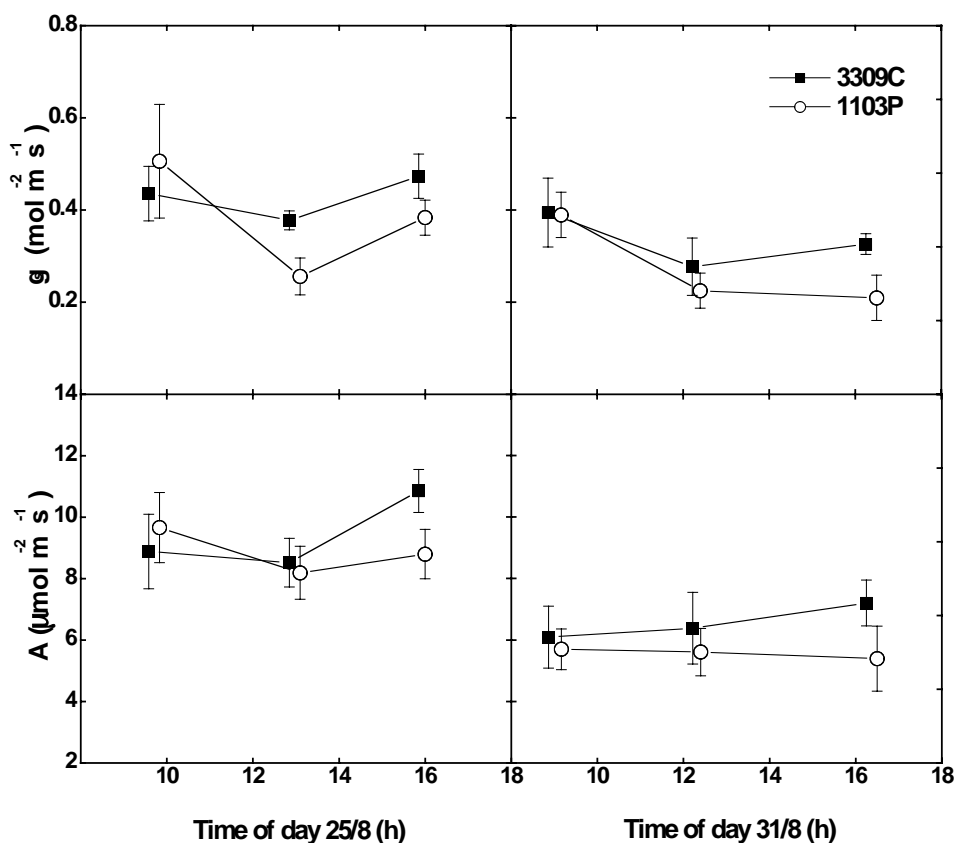 0.8
0.6
0.4
0.2
g (mol m-2 s-1)
3309C
1103P
14
12
10
8
6
4
2
A (μmol m-2 s-1)
10 12 14 16 18 10 12 14 16 18
Time of day 25/8 (h)
Time of day 31/8 (h)